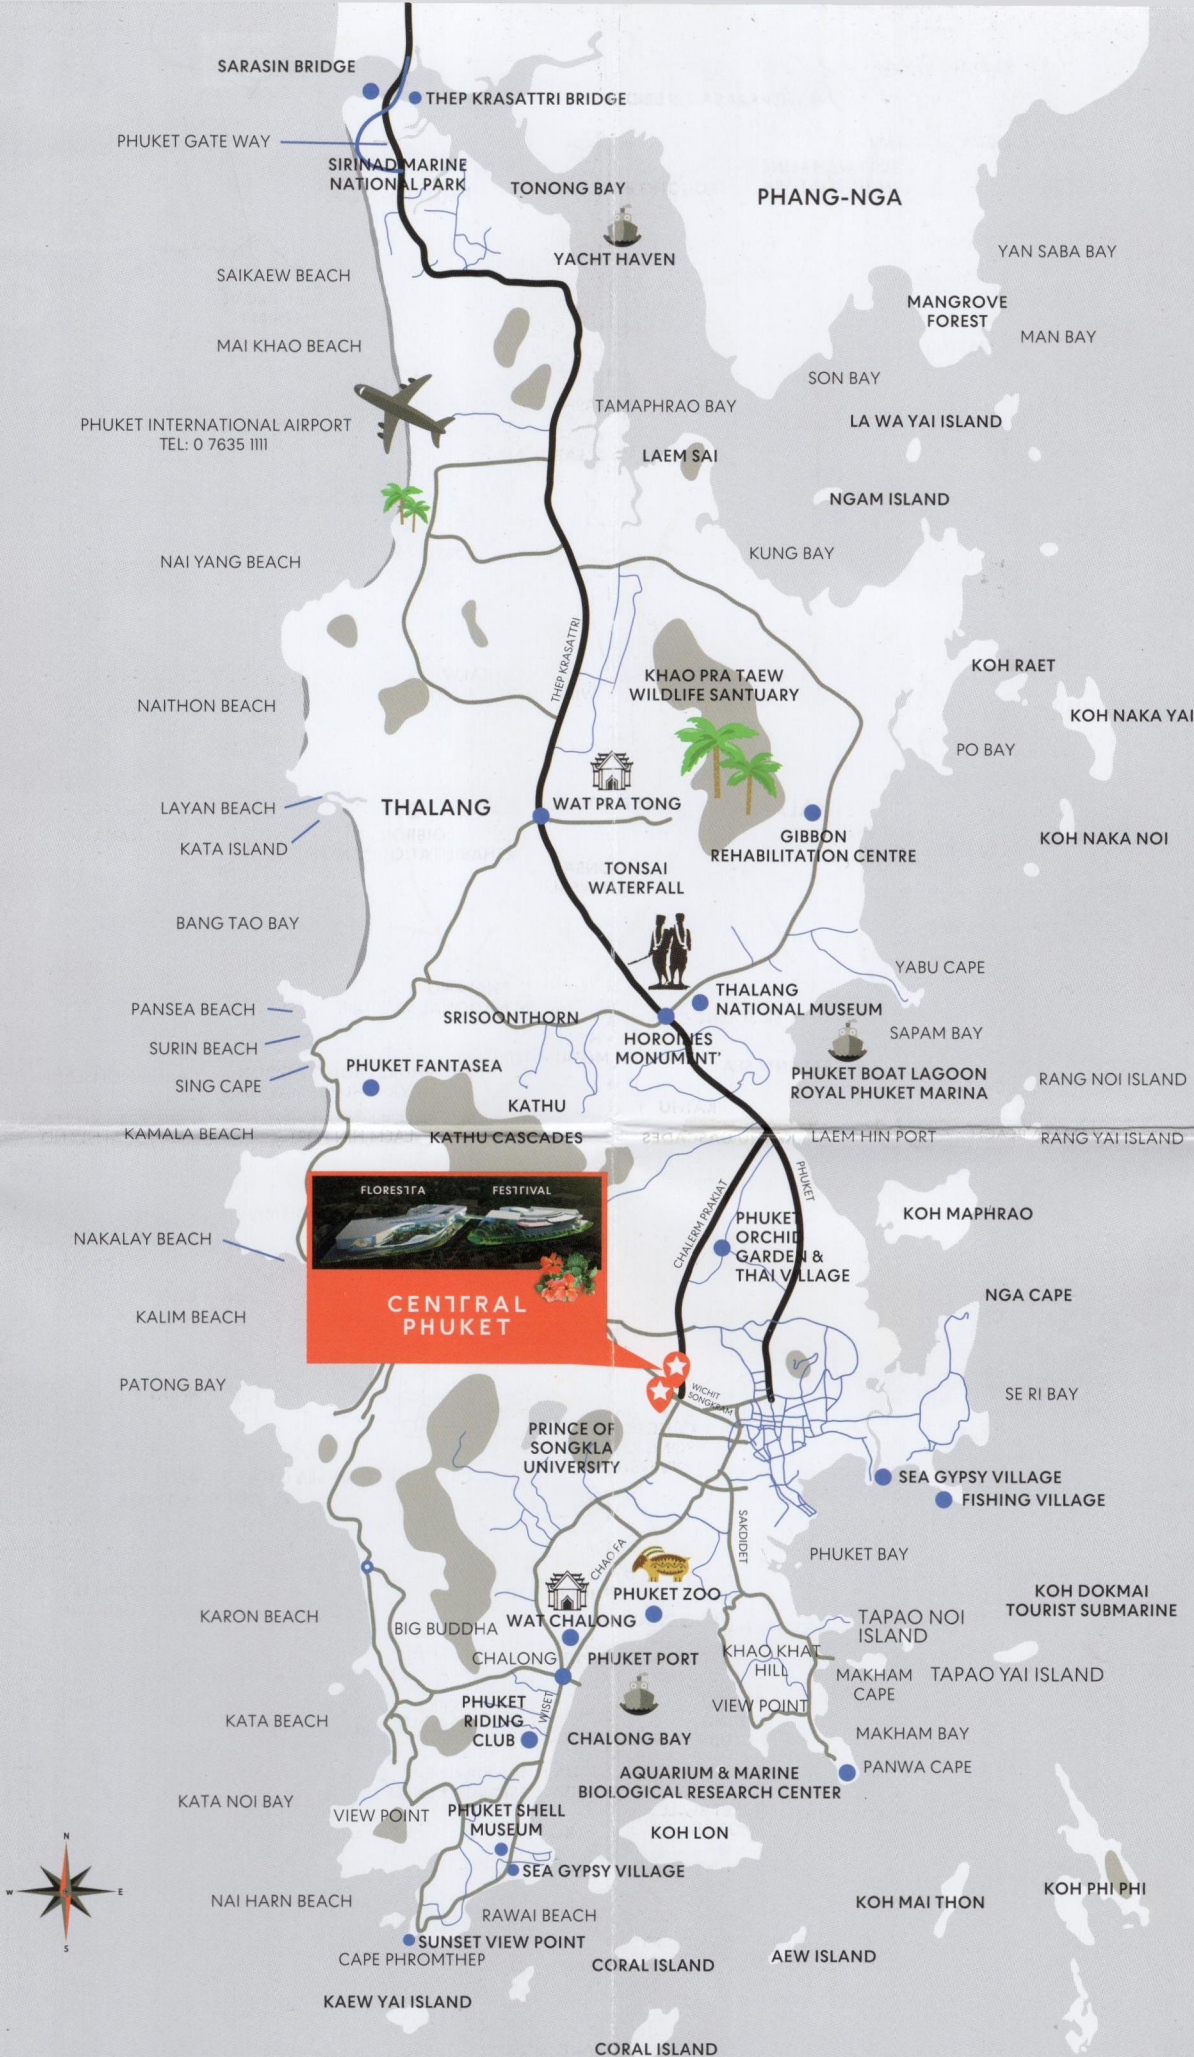 SARASIN BRIDGE
THEP KRASATTRI BRIDGE
PHUKET GATE WAY
SIRINAD MARINE
NATIONAL PARK
TONONG BAY
PHANG-NGA
YACHT HAVEN
YAN SABA BAY
SAIKAEW BEACH
MANGROVE
FOREST
MAN BAY
MAI KHAO BEACH
SON BAY
TAMAPHRAO BAY
LA WA YAI ISLAND
PHUKET INTERNATIONAL AIRPORT
TEL: 0 7635 1111
LAEM SAI
NGAM ISLAND
KUNG BAY
NAI YANG BEACH
THEP KRASATTRI
KOH RAET
KHAO PRA TAEW
WILDLIFE SANTUARY
NAITHON BEACH
KOH NAKA YAI
PO BAY
LAYAN BEACH
THALANG
WAT PRA TONG
KATA ISLAND
GIBBON
REHABILITATION CENTRE
KOH NAKA NOI
TONSAI
WATERFALL
BANG TAO BAY
YABU CAPE
PANSEA BEACH
THALANG
NATIONAL MUSEUM
SRISOONTHORN
SAPAM BAY
SURIN BEACH
HOROINES
MONUMENT'
PHUKET FANTASEA
SING CAPE
PHUKET BOAT LAGOON
ROYAL PHUKET MARINA
RANG NOI ISLAND
KATHU
KAMALA BEACH
KATHU CASCADES
LAEM HIN PORT
RANG YAI ISLAND
PHUKET
CHALERM PRAKIAT
FLORESTA
FESTIVAL
CENTRAL
PHUKET
PHUKET
ORCHID
GARDEN &
THAI VILLAGE
KOH MAPHRAO
NAKALAY BEACH
NGA CAPE
KALIM BEACH
PATONG BAY
WICHIT
SONGKRAM
SE RI BAY
PRINCE OF
SONGKLA
UNIVERSITY
SEA GYPSY VILLAGE
FISHING VILLAGE
SAKDIDET
CHAO FA
PHUKET BAY
PHUKET ZOO
KOH DOKMAI
TOURIST SUBMARINE
KARON BEACH
BIG BUDDHA
WAT CHALONG
TAPAO NOI
ISLAND
CHALONG
PHUKET PORT
KHAO KHAT
HILL
MAKHAM
CAPE
TAPAO YAI ISLAND
VIEW POINT
WISET
PHUKET
RIDING
CLUB
KATA BEACH
CHALONG BAY
MAKHAM BAY
AQUARIUM & MARINE
BIOLOGICAL RESEARCH CENTER
PANWA CAPE
KATA NOI BAY
VIEW POINT
PHUKET SHELL
MUSEUM
KOH LON
N
W
E
S
SEA GYPSY VILLAGE
KOH PHI PHI
NAI HARN BEACH
KOH MAI THON
RAWAI BEACH
SUNSET VIEW POINT
CAPE PHROMTHEP
AEW ISLAND
CORAL ISLAND
KAEW YAI ISLAND
CORAL ISLAND